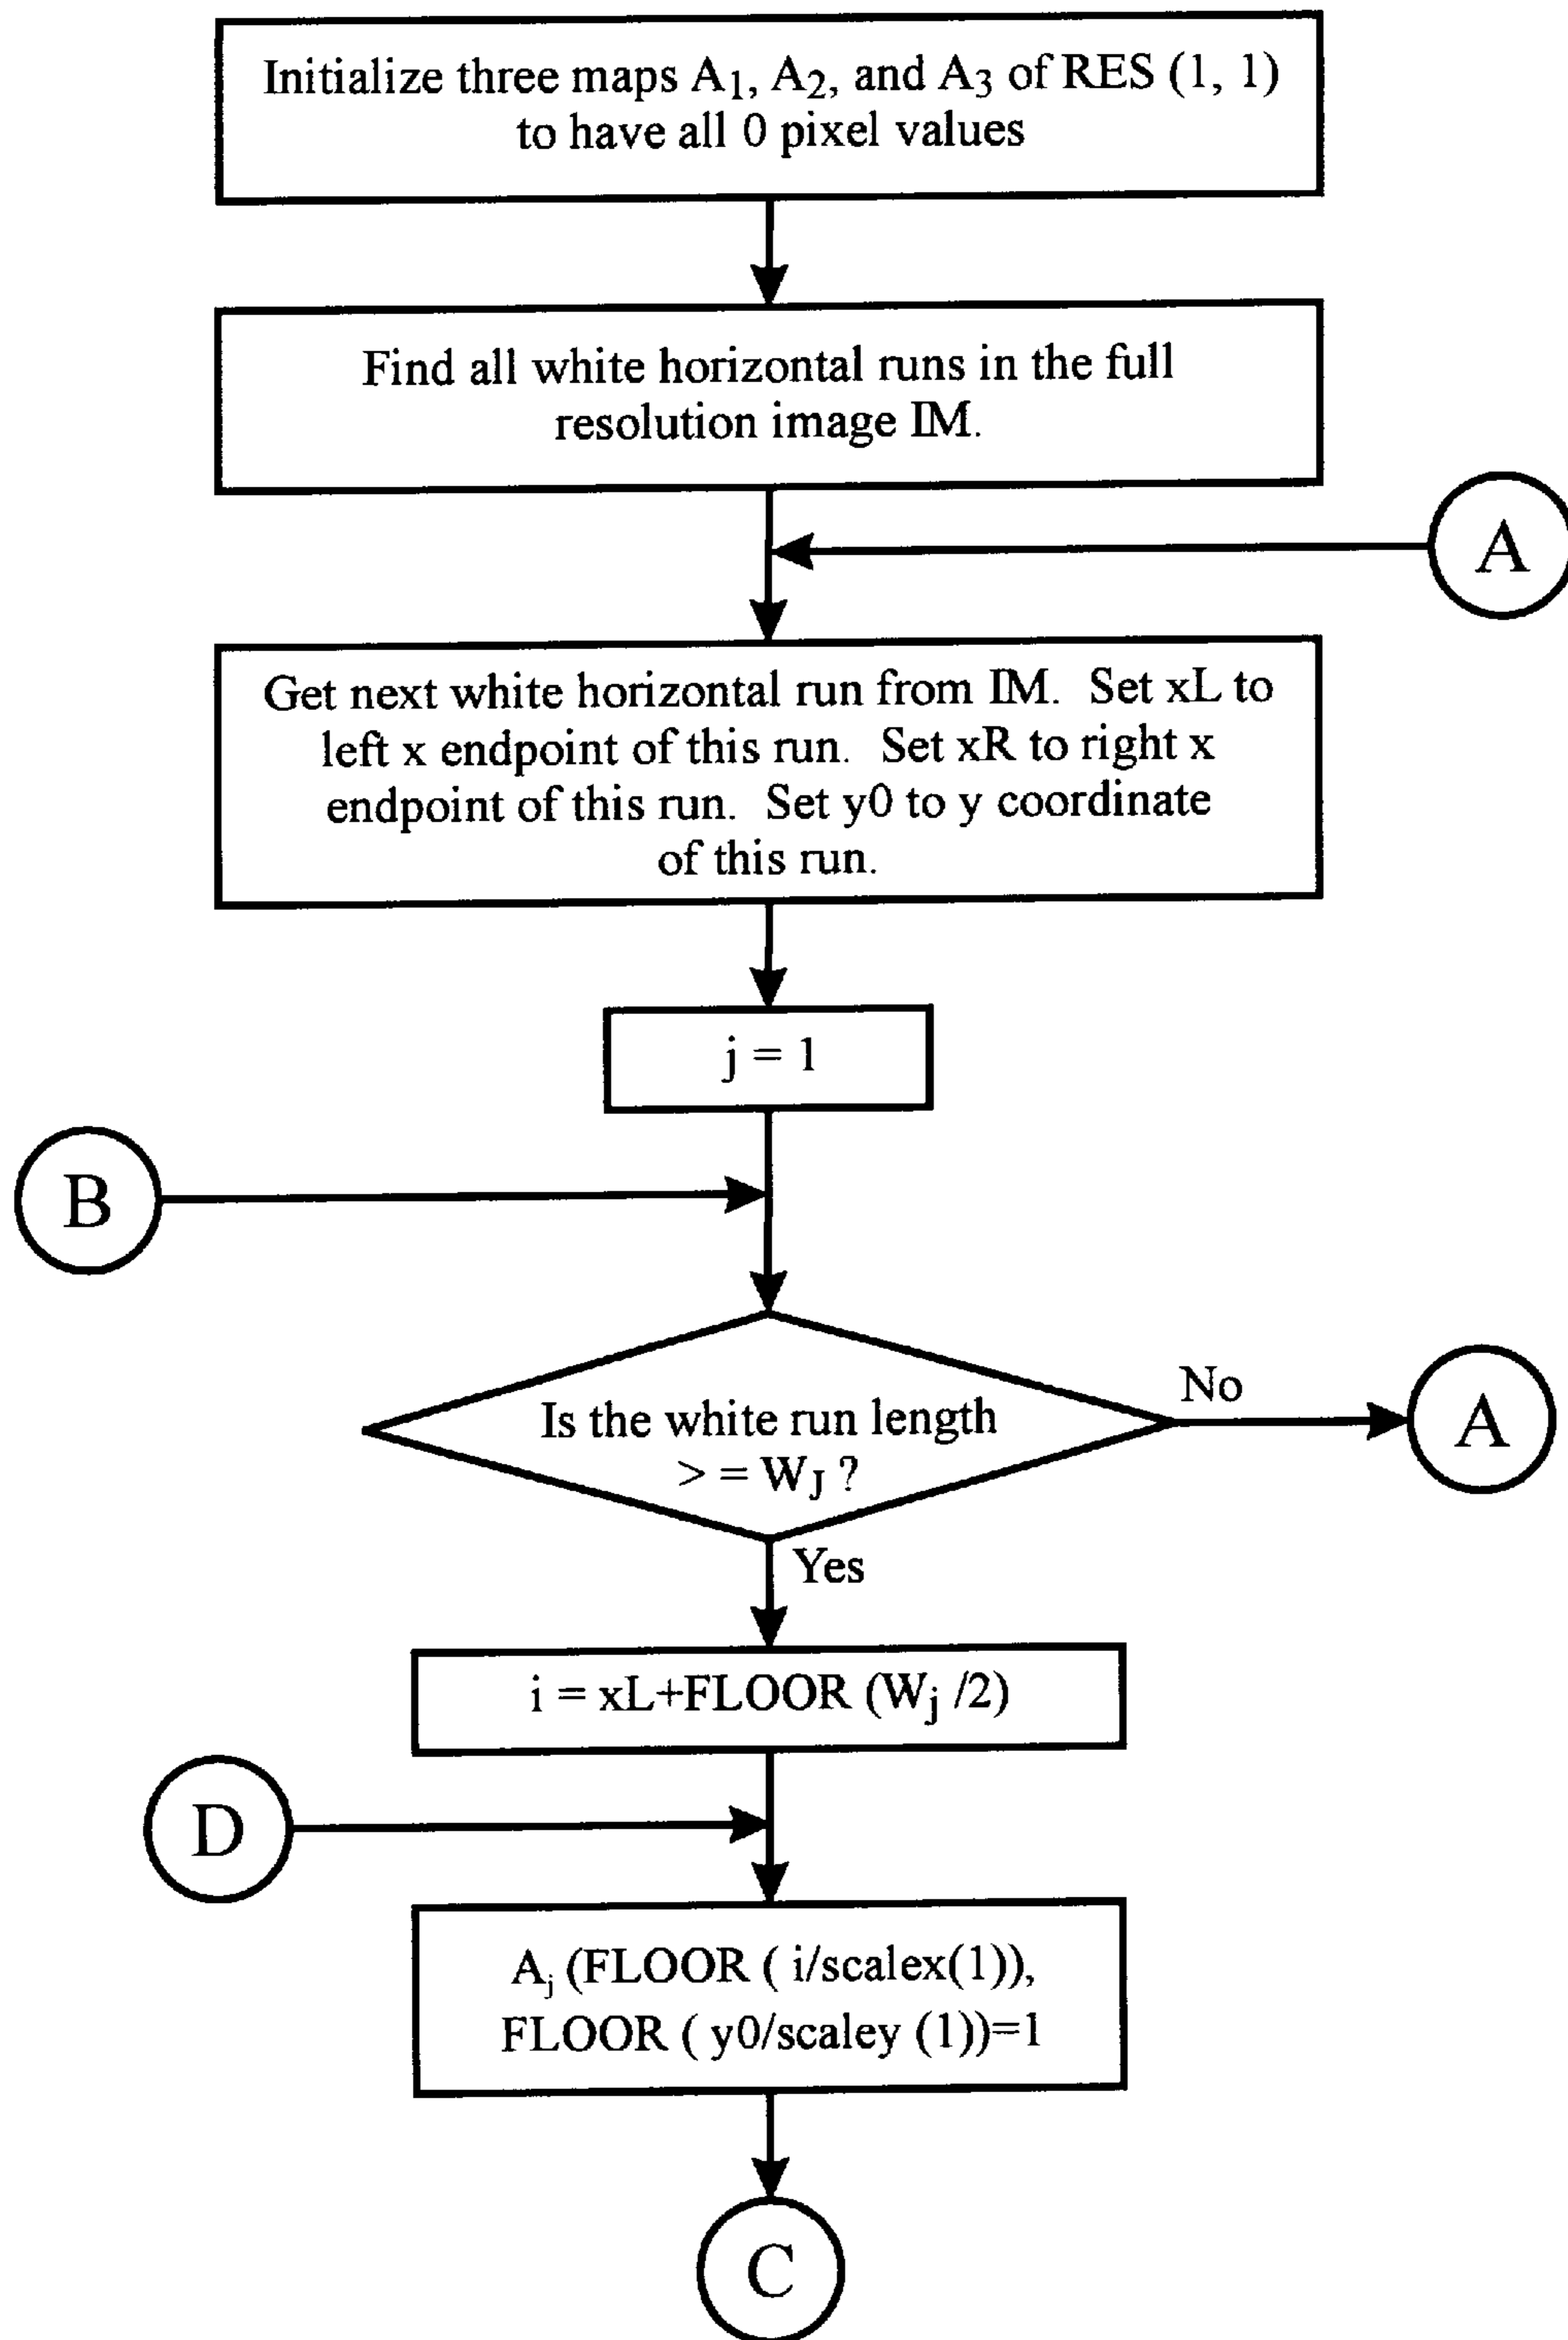 Initialize three maps A1, A2, and A3 of RES (1, 1)
to have all 0 pixel values
Find all white horizontal runs in the full
resolution image IM.
A
Get next white horizontal run from IM. Set xL to
left x endpoint of this run. Set xR to right x
endpoint of this run. Set y0 to y coordinate
of this run.
j = 1
B
Is the white run length
> = WJ ?
No
A
Yes
i = xL+FLOOR (Wj /2)
D
Aj (FLOOR ( i/scalex(1)),
FLOOR ( y0/scaley (1))=1
C